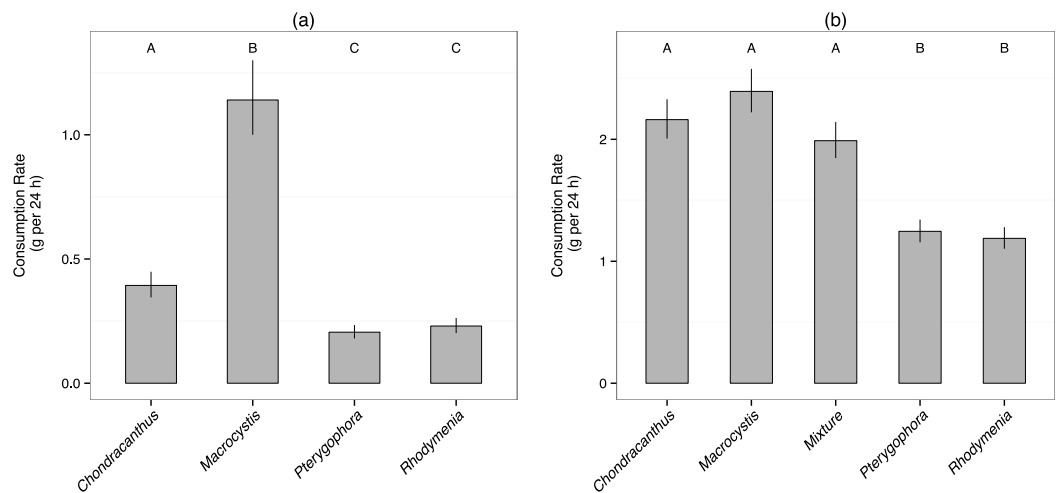 (a)
A B C C
1.0
0.5
0.0
Consumption Rate
(g per 24 h)
Chondracanthus
Macrocystis
Pterygophora
Rhodymenia
(b)
A A A B B
2
1
0
Consumption Rate
(g per 24 h)
Chondracanthus
Macrocystis
Mixture
Pterygophora
Rhodymenia